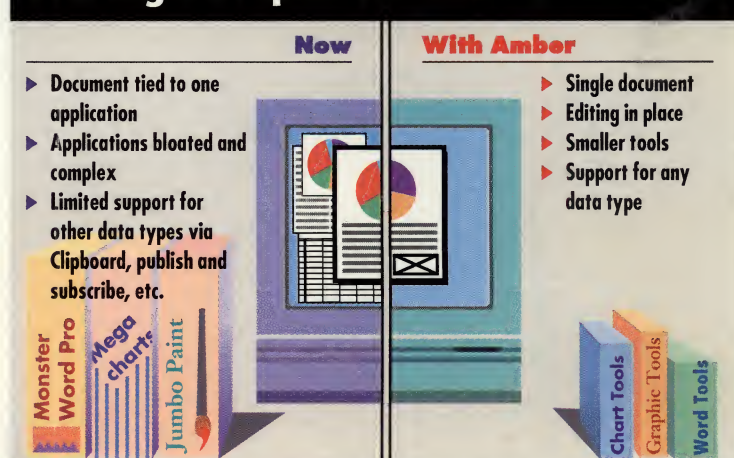 Now
▶ Document tied to one
application
▶ Applications bloated and
complex
▶ Limited support for
other data types via
Clipboard, publish and
subscribe, etc.
Monster
Word Pro
Mega
charts
Jumbo Paint
With Amber
▶ Single document
▶ Editing in place
▶ Smaller tools
▶ Support for any
data type
Chart Tools
Graphic Tools
Word Tools